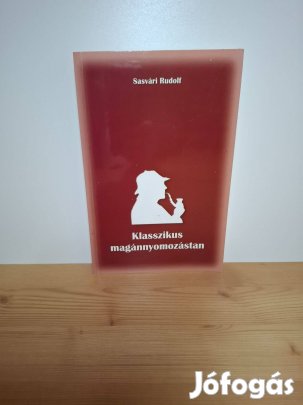 Sasvári Rudolf
Klasszikus
magánnyomozástan
Jófogás